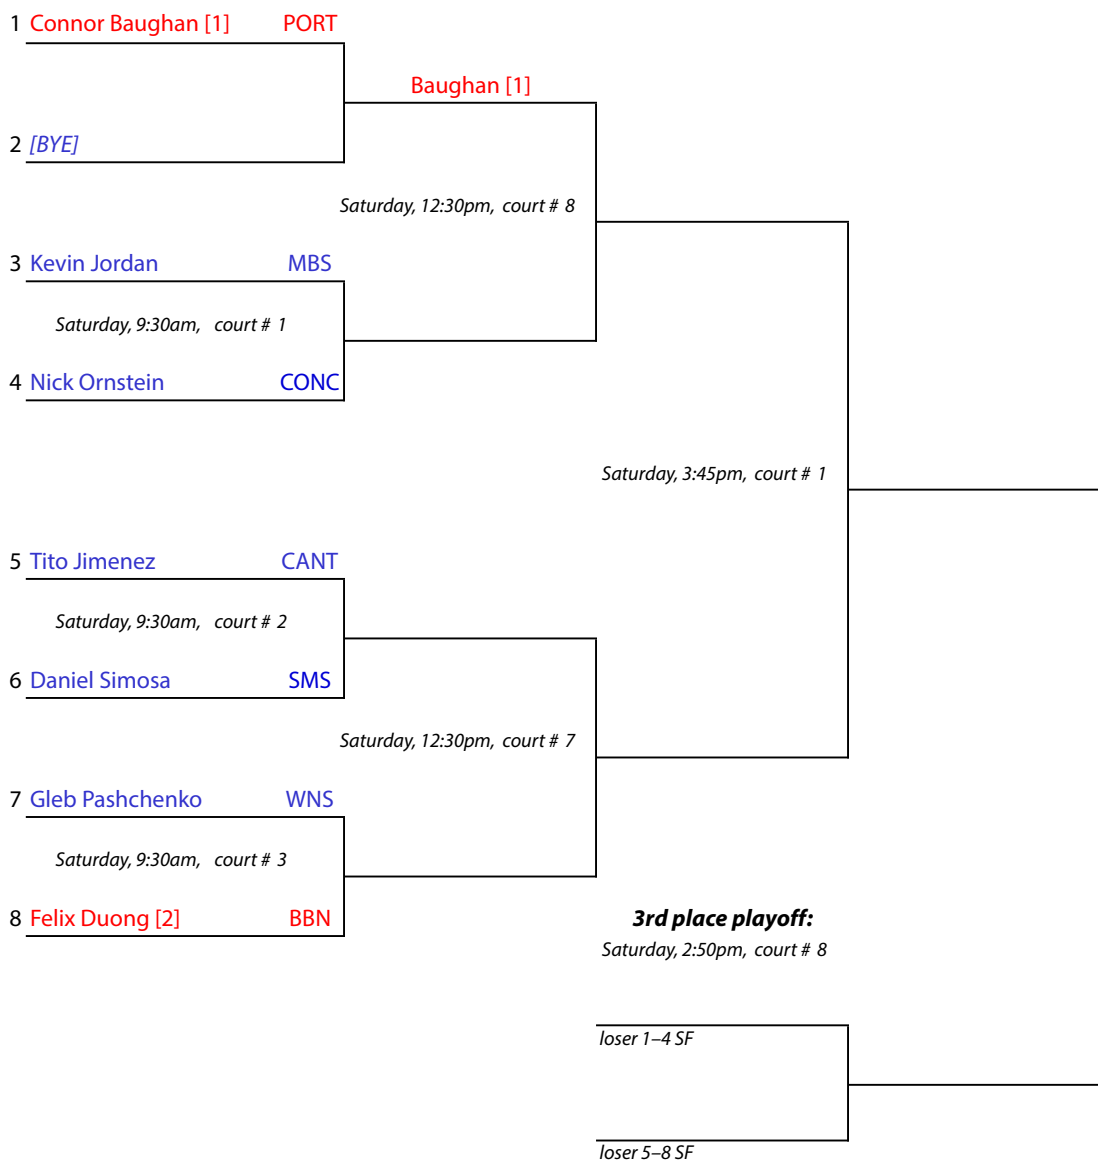 1 Connor Baughan [1] PORT
Baughan [1]
2 [BYE]
Saturday, 12:30pm, court # 8
3 Kevin Jordan MBS
Saturday, 9:30am, court # 1
4 Nick Ornstein CONC
Saturday, 3:45pm, court # 1
5 Tito Jimenez CANT
Saturday, 9:30am, court # 2
6 Daniel Simosa SMS
Saturday, 12:30pm, court # 7
7 Gleb Pashchenko WNS
Saturday, 9:30am, court # 3
8 Felix Duong [2] BBN
3rd place playoff:
Saturday, 2:50pm, court # 8
loser 1–4 SF
loser 5–8 SF